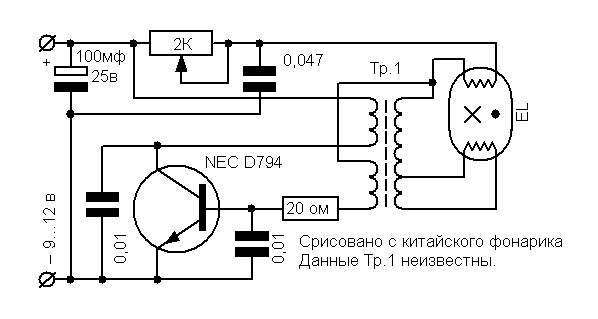 2К
100мф
25в
+
0,047
Тр.1
EL
NEC D794
– 9...12 в
0,01
20 ом
0,01
Срисовано с китайского фонарика
Данные Тр.1 неизвестны.